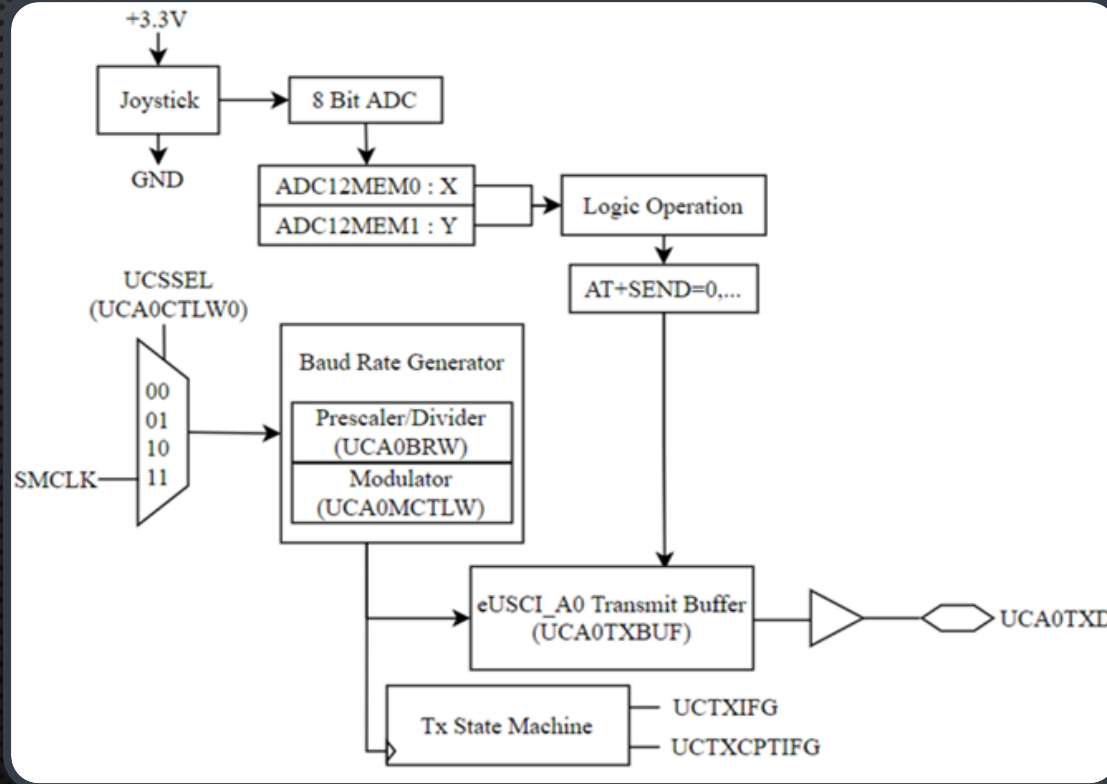 +3.3V
Joystick
8 Bit ADC
GND
ADC12MEM0 : X
ADC12MEM1 : Y
Logic Operation
AT+SEND=0,...
UCSSEL
(UCA0CTLW0)
00
01
10
11
SMCLK
Baud Rate Generator
Prescaler/Divider
(UCA0BRW)
Modulator
(UCA0MCTLW)
eUSCI_A0 Transmit Buffer
(UCA0TXBUF)
UCA0TXD
Tx State Machine
UCTXIFG
UCTXCPTIFG